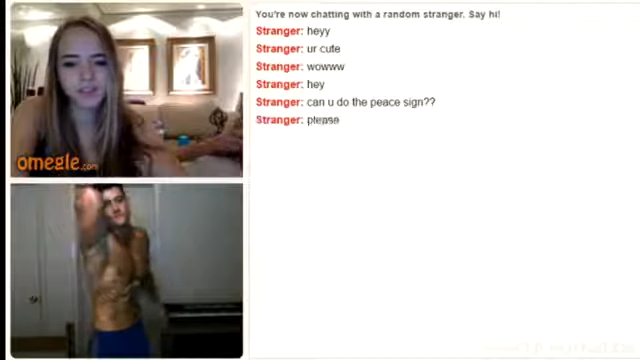 You're now chatting with a random stranger. Say hi!
Stranger: heyy
Stranger: ur cute
Stranger: wowww
Stranger: hey
Stranger: can u do the peace sign??
Stranger: please
omegle.com